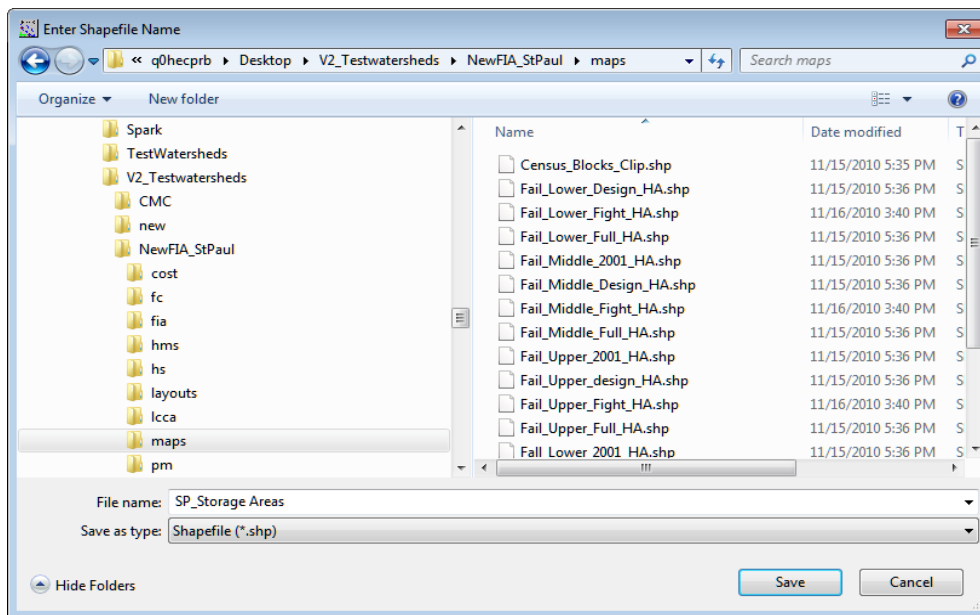 Enter Shapefile Name
« q0hecprb ▸ Desktop ▸ V2_Testwatersheds ▸ NewFIA_StPaul ▸ maps
Search maps
Organize
New folder
Spark
TestWatersheds
V2_Testwatersheds
CMC
new
NewFIA_StPaul
cost
fc
fia
hms
hs
layouts
lcca
maps
pm
Name Date modified T
Census_Blocks_Clip.shp 11/15/2010 5:35 PM S
Fail_Lower_Design_HA.shp 11/15/2010 5:36 PM S
Fail_Lower_Fight_HA.shp 11/16/2010 3:40 PM S
Fail_Lower_Full_HA.shp 11/15/2010 5:36 PM S
Fail_Middle_2001_HA.shp 11/15/2010 5:36 PM S
Fail_Middle_Design_HA.shp 11/15/2010 5:36 PM S
Fail_Middle_Fight_HA.shp 11/16/2010 3:40 PM S
Fail_Middle_Full_HA.shp 11/15/2010 5:36 PM S
Fail_Upper_2001_HA.shp 11/15/2010 5:36 PM S
Fail_Upper_design_HA.shp 11/15/2010 5:36 PM S
Fail_Upper_Fight_HA.shp 11/16/2010 3:40 PM S
Fail_Upper_Full_HA.shp 11/15/2010 5:36 PM S
Fall_Lower_2001_HA.shp 11/15/2010 5:36 PM S
File name: SP_Storage Areas
Save as type: Shapefile (*.shp)
Hide Folders
Save
Cancel